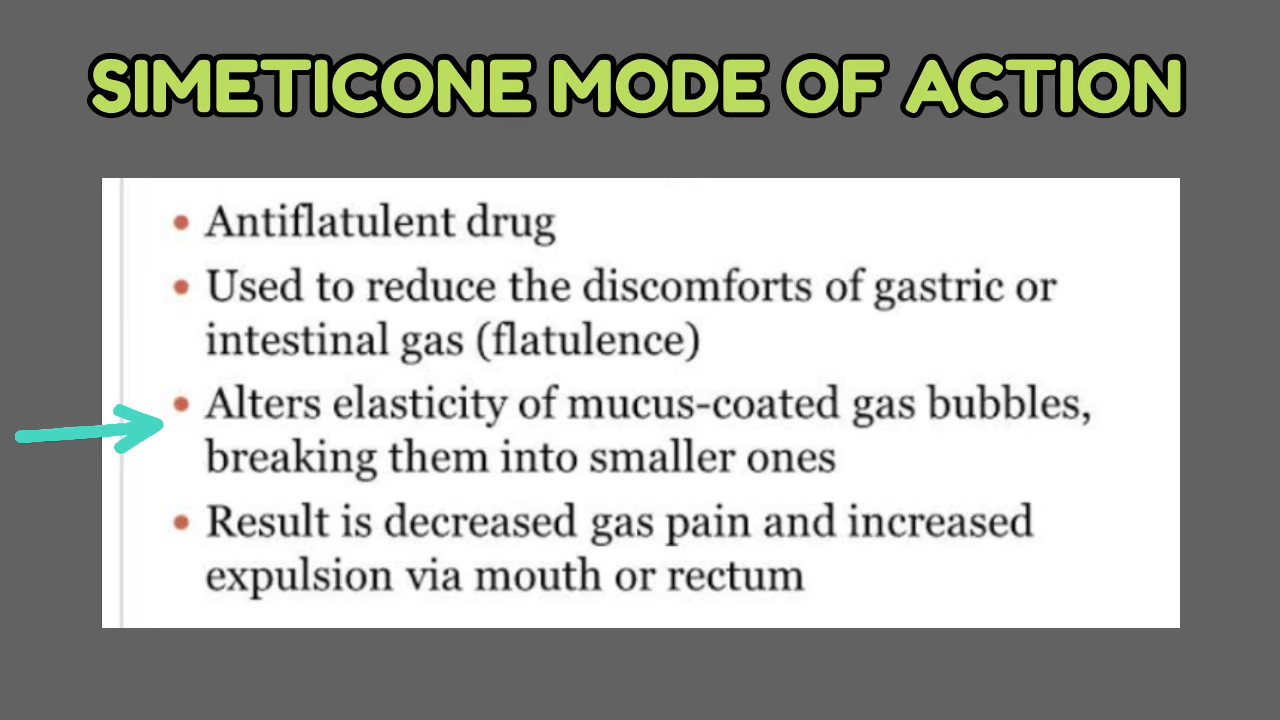 SIMETICONE MODE OF ACTION
• Antiflatulent drug
• Used to reduce the discomforts of gastric or
intestinal gas (flatulence)
• Alters elasticity of mucus-coated gas bubbles,
breaking them into smaller ones
• Result is decreased gas pain and increased
expulsion via mouth or rectum